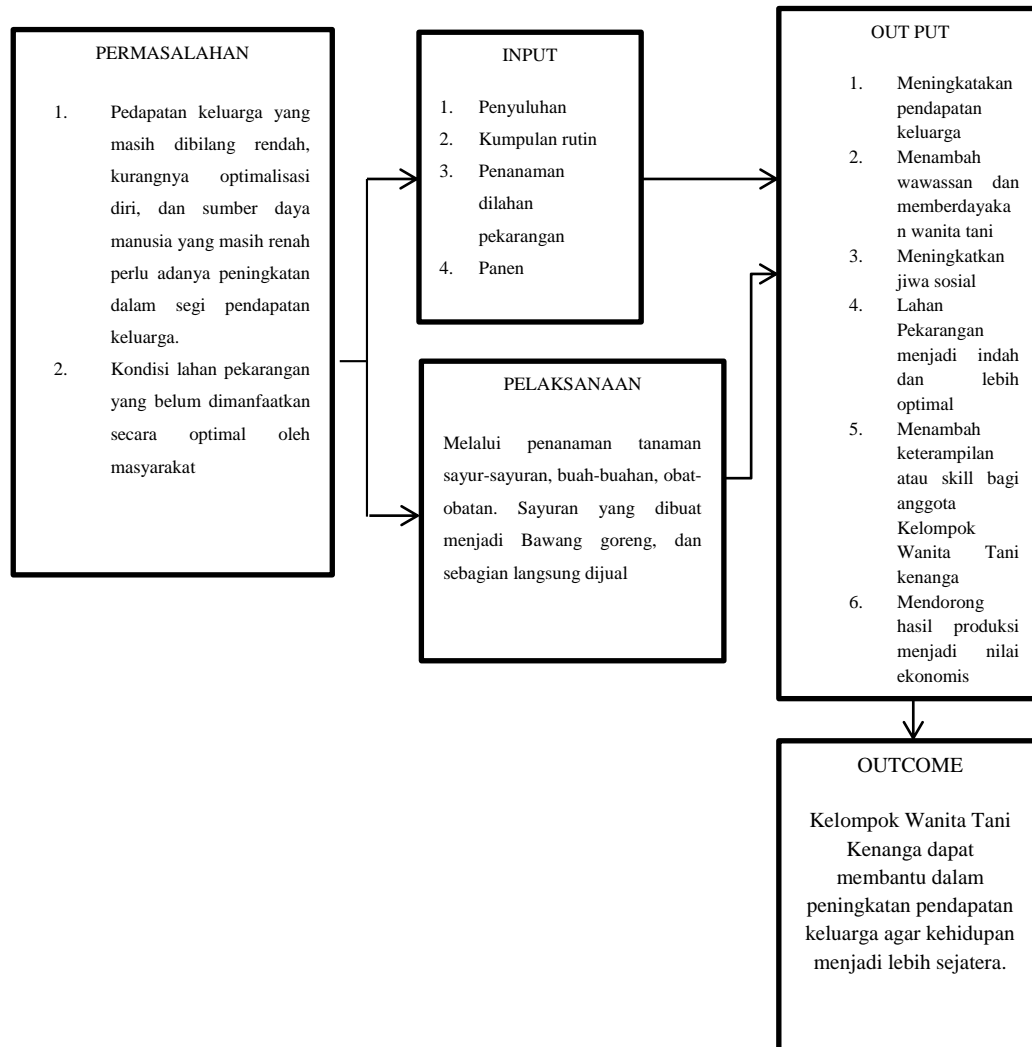 PERMASALAHAN
1. Pedapatan keluarga yang
masih dibilang rendah,
kurangnya optimalisasi
diri, dan sumber daya
manusia yang masih renah
perlu adanya peningkatan
dalam segi pendapatan
keluarga.
2. Kondisi lahan pekarangan
yang belum dimanfaatkan
secara optimal oleh
masyarakat
INPUT
1. Penyuluhan
2. Kumpulan rutin
3. Penanaman
dilahan
pekarangan
4. Panen
PELAKSANAAN
Melalui penanaman tanaman
sayur-sayuran, buah-buahan, obat-
obatan. Sayuran yang dibuat
menjadi Bawang goreng, dan
sebagian langsung dijual
OUT PUT
1. Meningkatakan
pendapatan
keluarga
2. Menambah
wawassan dan
memberdayaka
n wanita tani
3. Meningkatkan
jiwa sosial
4. Lahan
Pekarangan
menjadi indah
dan lebih
optimal
5. Menambah
keterampilan
atau skill bagi
anggota
Kelompok
Wanita Tani
kenanga
6. Mendorong
hasil produksi
menjadi nilai
ekonomis
OUTCOME
Kelompok Wanita Tani
Kenanga dapat
membantu dalam
peningkatan pendapatan
keluarga agar kehidupan
menjadi lebih sejatera.